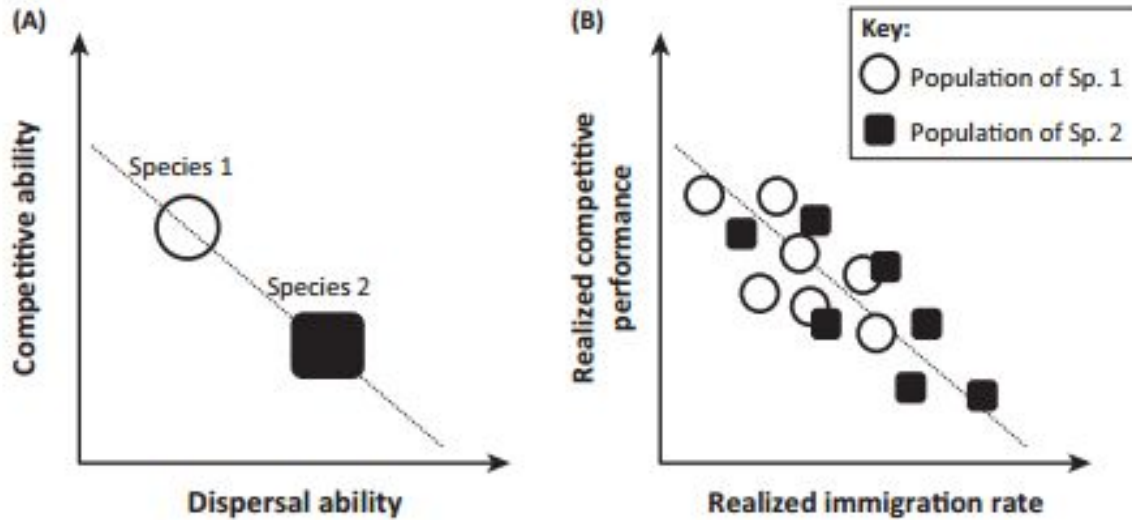 (A)
Competitive ability
Species 1
Species 2
Dispersal ability
(B)
Realized competitive
performance
Key:
Population of Sp. 1
Population of Sp. 2
Realized immigration rate